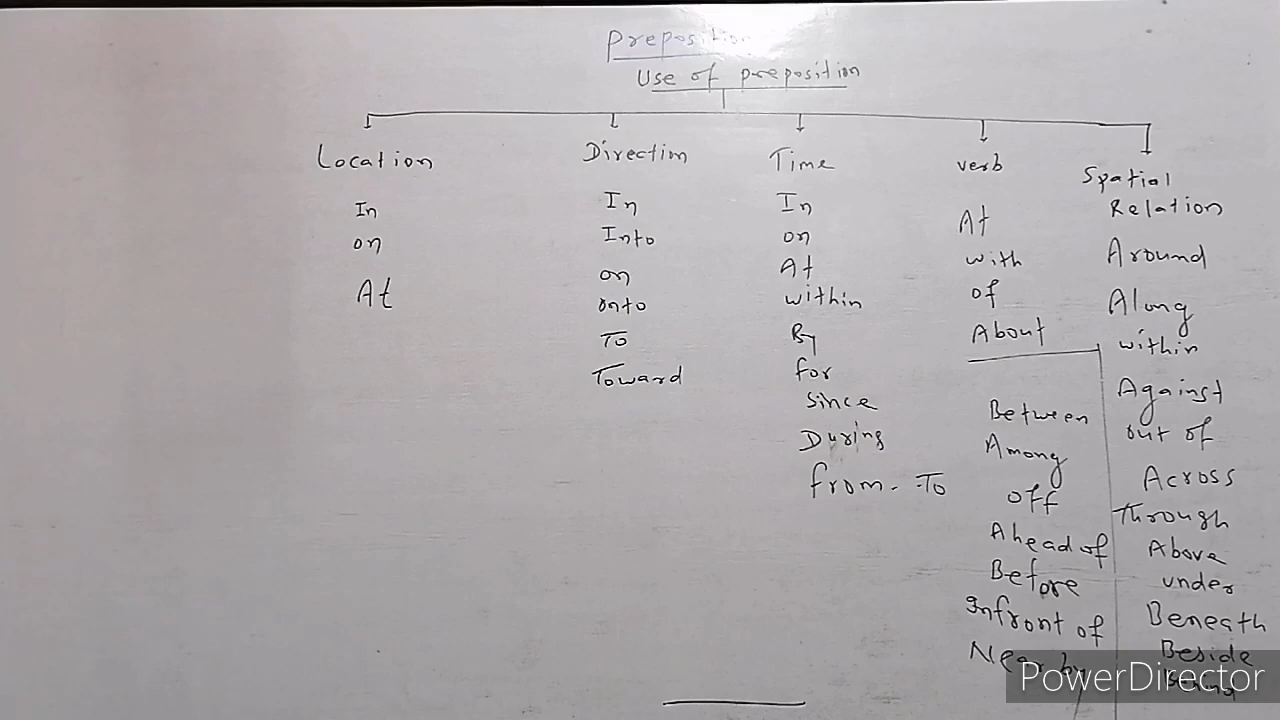 Preposition
Use of preposition
Location
In
on
At
Direction
In
Into
on
onto
To
Toward
Time
In
on
At
within
By
for
Since
During
from - To
verb
At
with
of
About
Between
Among
off
Ahead of
Before
Infront of
Near by
Spatial
Relation
Around
Along
within
Against
out of
Across
Through
Above
under
Beneath
Beside
PowerDirector